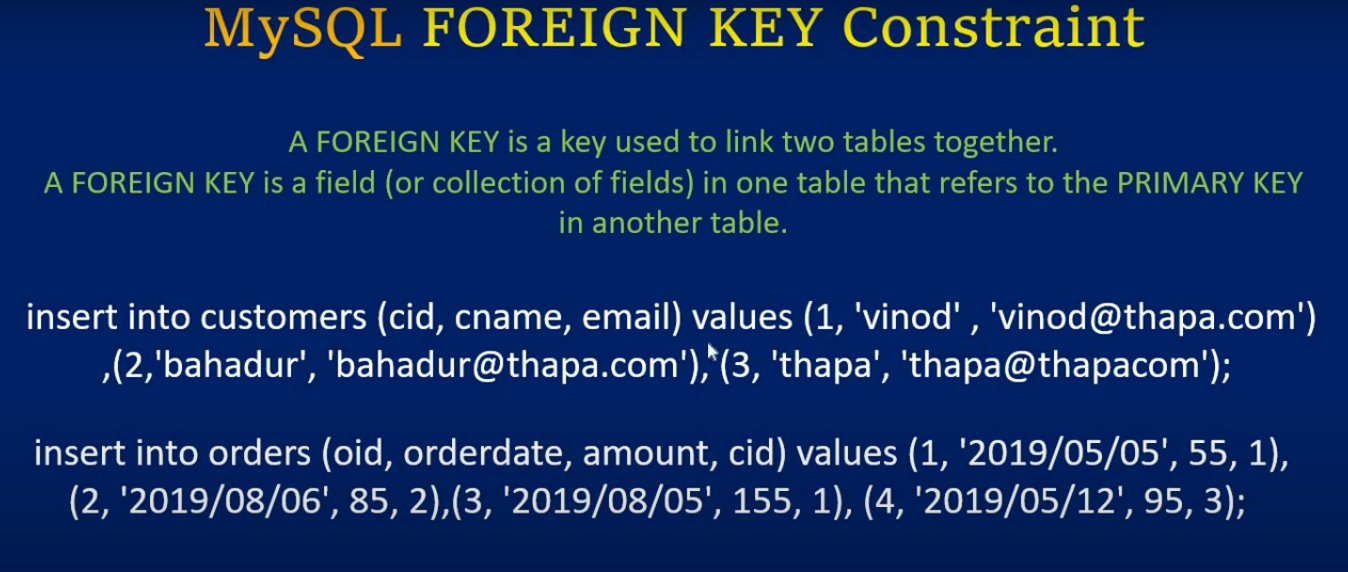 MySQL FOREIGN KEY Constraint
A FOREIGN KEY is a key used to link two tables together.
A FOREIGN KEY is a field (or collection of fields) in one table that refers to the PRIMARY KEY
in another table.
insert into customers (cid, cname, email) values (1, 'vinod' , 'vinod@thapa.com')
,(2,'bahadur', 'bahadur@thapa.com'),(3, 'thapa', 'thapa@thapacom');
insert into orders (oid, orderdate, amount, cid) values (1, '2019/05/05', 55, 1),
(2, '2019/08/06', 85, 2),(3, '2019/08/05', 155, 1), (4, '2019/05/12', 95, 3);